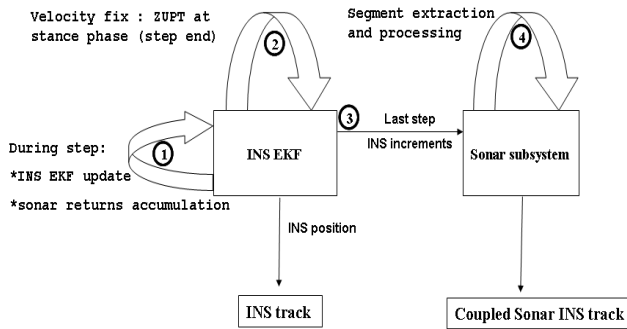 Velocity fix : ZUPT at
stance phase (step end)
2
Segment extraction
and processing
4
During step:
*INS EKF update
*sonar returns accumulation
1
INS EKF
3
Last step
INS increments
Sonar subsystem
INS position
INS track
Coupled Sonar INS track